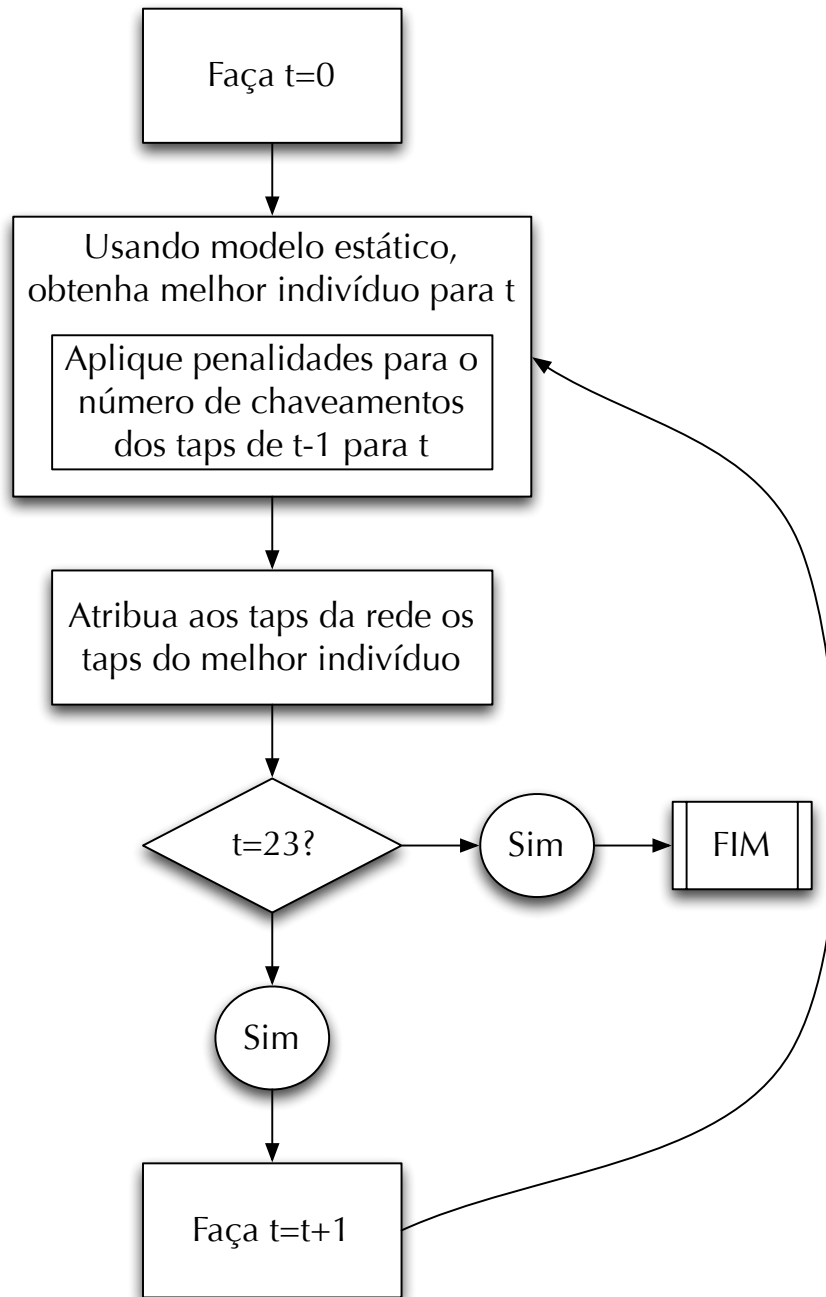 Faça t=0
Usando modelo estático,
obtenha melhor indivíduo para t
Aplique penalidades para o
número de chaveamentos
dos taps de t-1 para t
Atribua aos taps da rede os
taps do melhor indivíduo
t=23?
Sim
FIM
Sim
Faça t=t+1